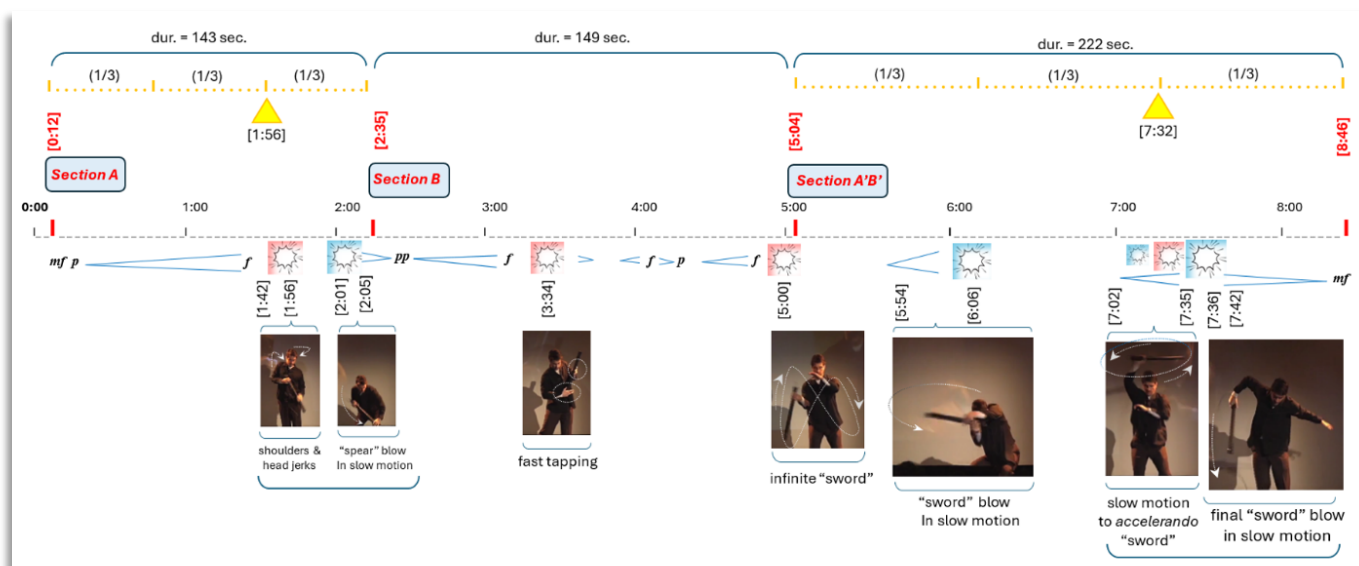 dur. = 143 sec.
dur. = 149 sec.
dur. = 222 sec.
(1/3)
(1/3)
(1/3)
(1/3)
(1/3)
(1/3)
[0:12]
[1:56]
[2:35]
[5:04]
[7:32]
[8:46]
Section A
Section B
Section A'B'
0:00
1:00
2:00
3:00
4:00
5:00
6:00
7:00
8:00
mf p
f
pp
f
f
p
f
mf
[1:42]
[1:56]
[2:01]
[2:05]
[3:34]
[5:00]
[5:54]
[6:06]
[7:02]
[7:35]
[7:36]
[7:42]
shoulders &
head jerks
"spear" blow
In slow motion
fast tapping
infinite "sword"
"sword" blow
In slow motion
slow motion
to accelerando
"sword"
final "sword" blow
in slow motion